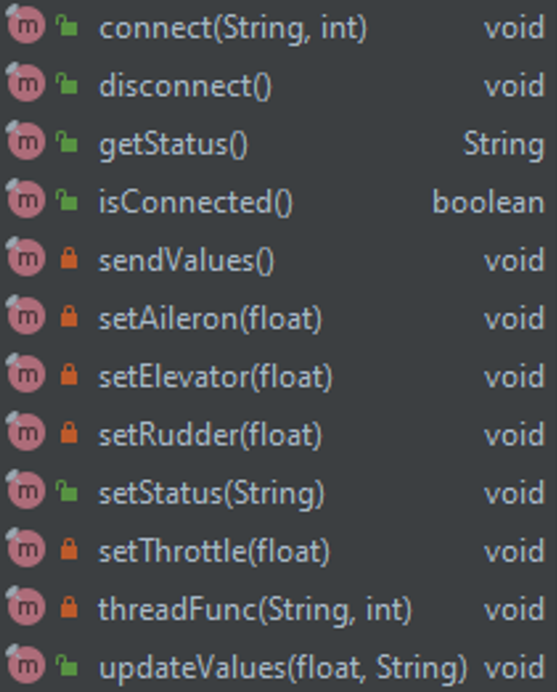 m connect(String, int) void
m disconnect() void
m getStatus() String
m isConnected() boolean
m sendValues() void
m setAileron(float) void
m setElevator(float) void
m setRudder(float) void
m setStatus(String) void
m setThrottle(float) void
m threadFunc(String, int) void
m updateValues(float, String) void